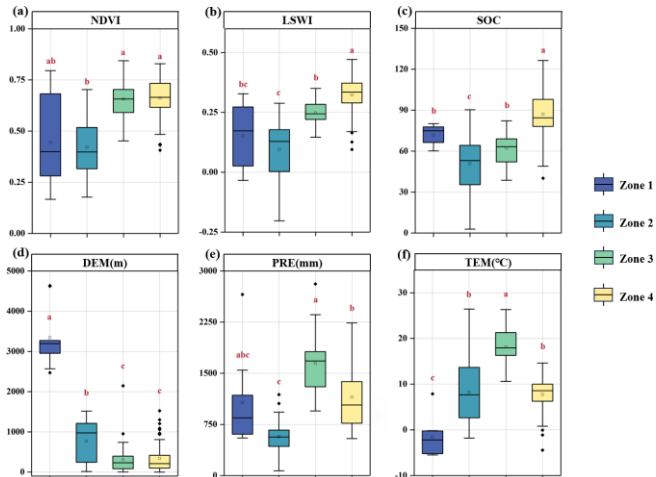 (a) NDVI
1.00
0.75
0.50
0.25
0.00
ab
b
a
a
(b) LSWI
0.50
0.25
0.00
-0.25
bc
c
b
a
(c) SOC
150
120
90
60
30
0
b
c
b
a
Zone 1
Zone 2
Zone 3
Zone 4
(d) DEM(m)
5000
4000
3000
2000
1000
0
a
b
c
c
(e) PRE(mm)
3000
2250
1500
750
0
abc
c
a
b
(f) TEM(°C)
30
20
10
0
-10
c
b
a
b